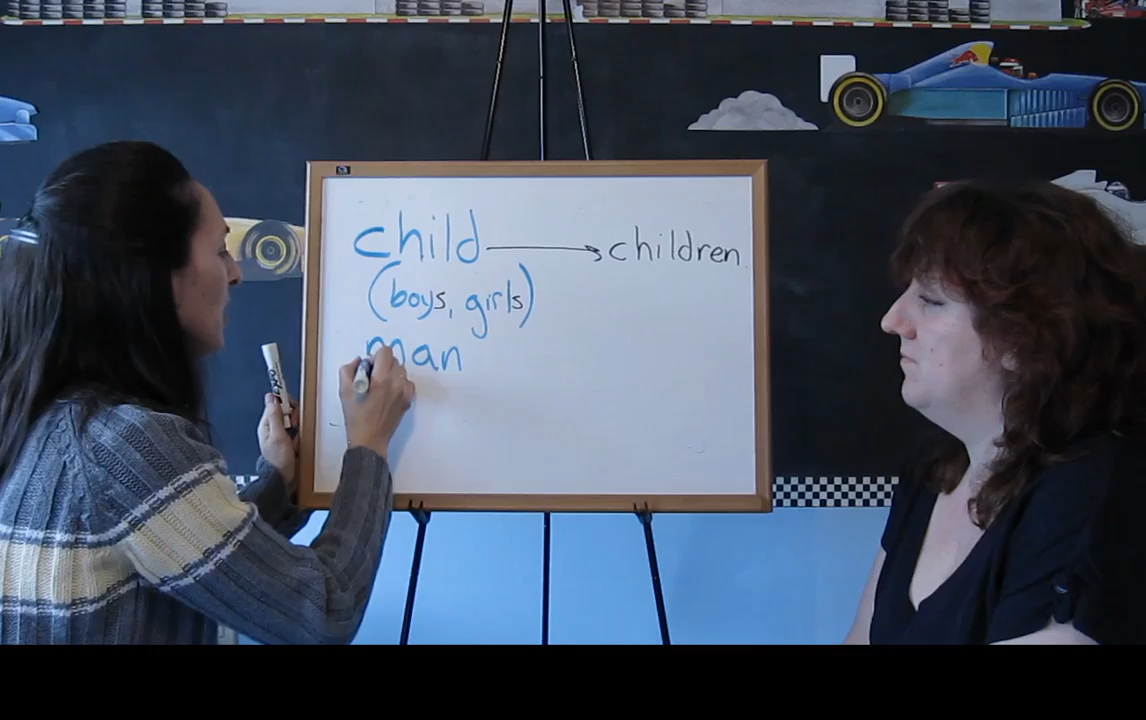 child → children
(boys, girls)
man